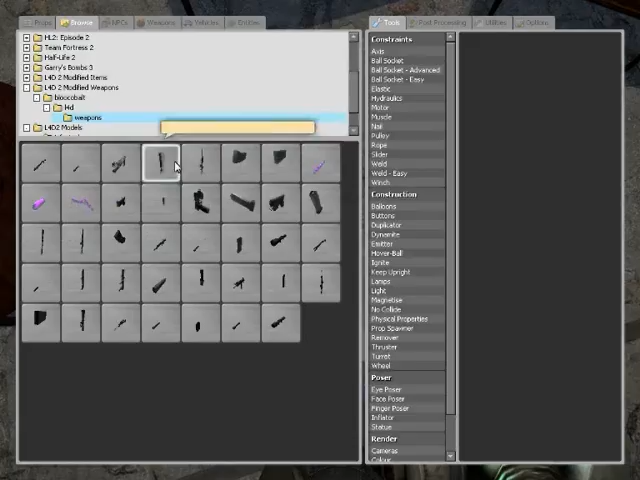 Props Browse NPCs Weapons Vehicles Entities
Tools Post Processing Utilities Options
HL2: Episode 2
Team Fortress 2
Half-Life 2
Garry's Bombs 3
L4D 2 Modified Items
L4D 2 Modified Weapons
bloocobalt
l4d
weapons
L4D2 Models
Constraints
Axis
Ball Socket
Ball Socket - Advanced
Ball Socket - Easy
Elastic
Hydraulics
Motor
Muscle
Nail
Pulley
Rope
Slider
Weld
Weld - Easy
Winch
Construction
Balloons
Buttons
Duplicator
Dynamite
Emitter
Hover-Ball
Ignite
Keep Upright
Lamps
Light
Magnetise
No Collide
Physical Properties
Prop Spawner
Remover
Thruster
Turret
Wheel
Poser
Eye Poser
Face Poser
Finger Poser
Inflator
Statue
Render
Cameras
Colour